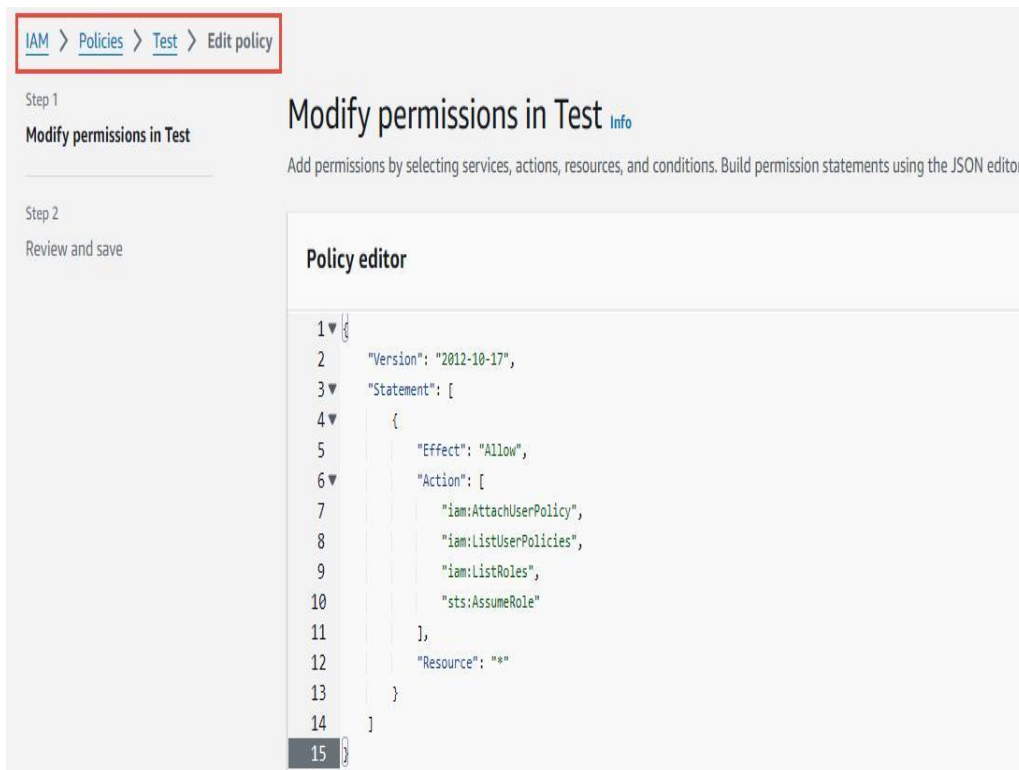 IAM > Policies > Test > Edit policy
Step 1
Modify permissions in Test
Step 2
Review and save
Modify permissions in Test Info
Add permissions by selecting services, actions, resources, and conditions. Build permission statements using the JSON editor
Policy editor
1 {
2 "Version": "2012-10-17",
3 "Statement": [
4 {
5 "Effect": "Allow",
6 "Action": [
7 "iam:AttachUserPolicy",
8 "iam:ListUserPolicies",
9 "iam:ListRoles",
10 "sts:AssumeRole"
11 ],
12 "Resource": "*"
13 }
14 ]
15 }